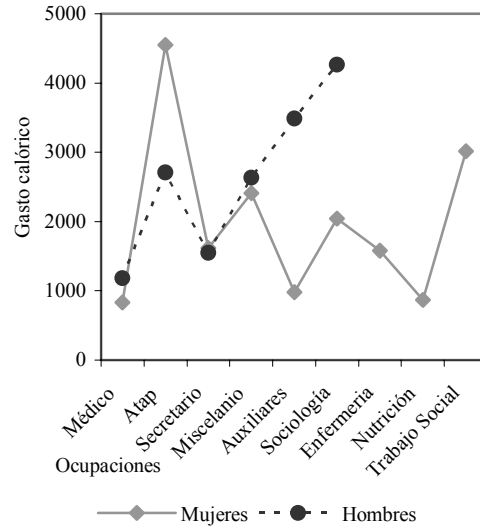 5000
4000
3000
2000
1000
0
Gasto calórico
Médico
Atap
Secretario
Miscelanio
Auxiliares
Sociología
Enfermeria
Nutrición
Trabajo Social
Ocupaciones
Mujeres Hombres